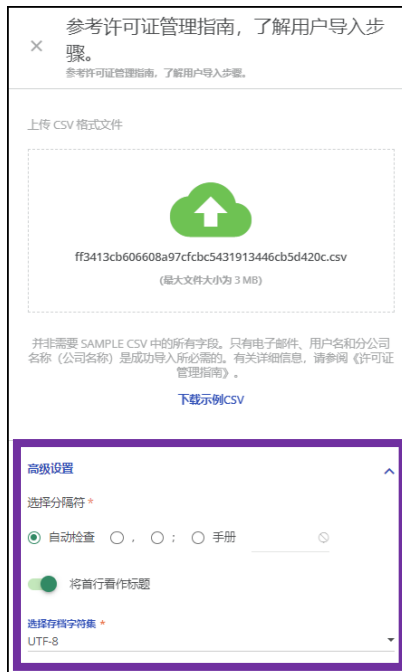 参考许可证管理指南，了解用户导入步
骤。
参考许可证管理指南，了解用户导入步骤。
上传 CSV 格式文件
ff3413cb606608a97cfcbc5431913446cb5d420c.csv
(最大文件大小为 3 MB)
并非需要 SAMPLE CSV 中的所有字段。只有电子邮件、用户名和分公司
名称（公司名称）是成功导入所必需的。有关详细信息，请参阅《许可证
管理指南》。
下载示例CSV
高级设置
选择分隔符 *
自动检查 , ; 手册
将首行看作标题
选择存档字符集 *
UTF-8